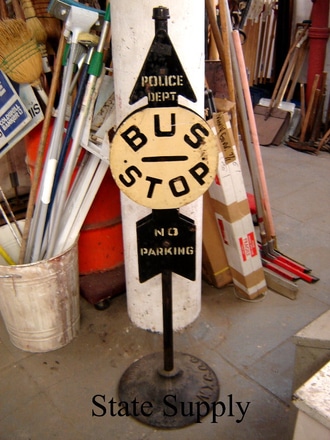 POLICE
DEPT
BUS
STOP
NO
PARKING
State Supply